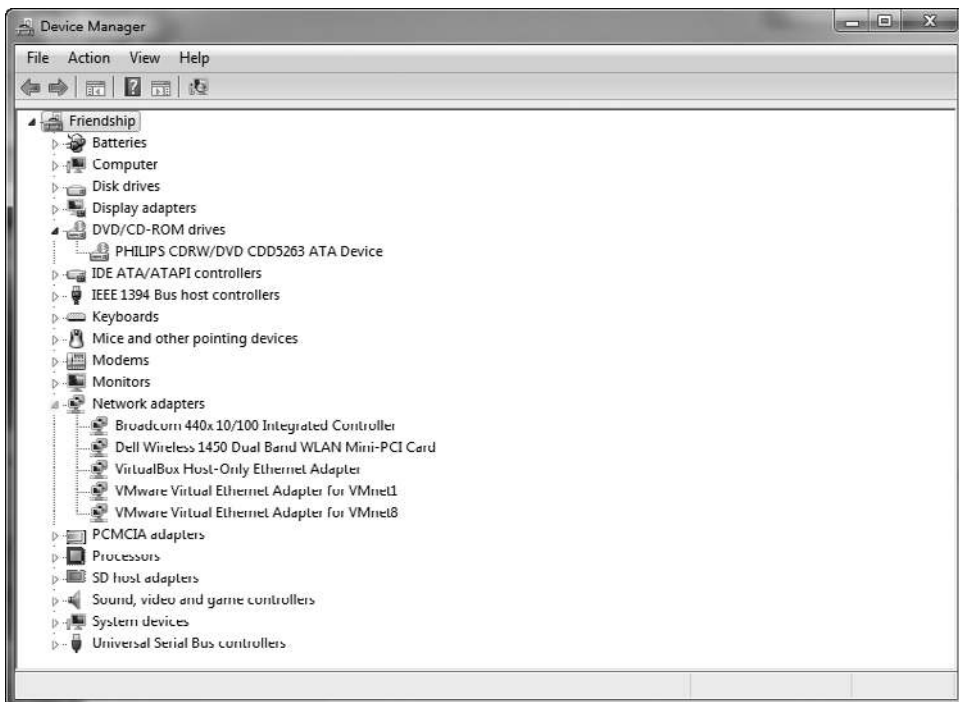 Device Manager
File Action View Help
Friendship
Batteries
Computer
Disk drives
Display adapters
DVD/CD-ROM drives
PHILIPS CDRW/DVD CDD5263 ATA Device
IDE ATA/ATAPI controllers
IEEE 1394 Bus host controllers
Keyboards
Mice and other pointing devices
Modems
Monitors
Network adapters
Broadcom 440x 10/100 Integrated Controller
Dell Wireless 1450 Dual Band WLAN Mini-PCI Card
VirtualBox Host-Only Ethernet Adapter
VMware Virtual Ethernet Adapter for VMnet1
VMware Virtual Ethernet Adapter for VMnet8
PCMCIA adapters
Processors
SD host adapters
Sound, video and game controllers
System devices
Universal Serial Bus controllers